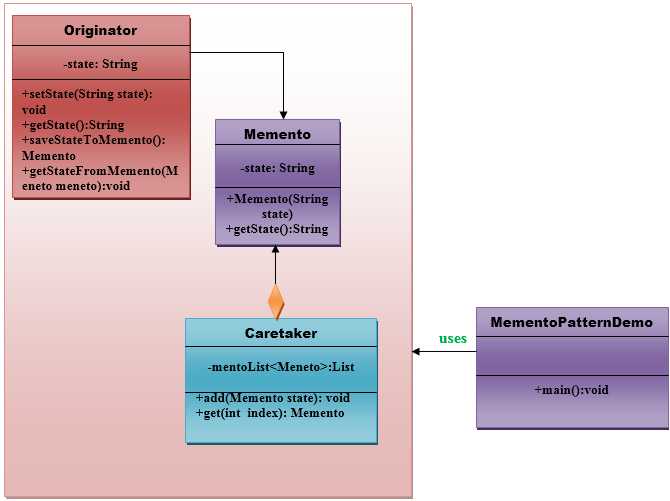 Originator
-state: String
+setState(String state):
void
+getState():String
+saveStateToMemento():
Memento
+getStateFromMemento(M
eneto meneto):void
Memento
-state: String
+Memento(String
state)
+getState():String
Caretaker
-mentoList<Meneto>:List
+add(Memento state): void
+get(int index): Memento
uses
MementoPatternDemo
+main():void